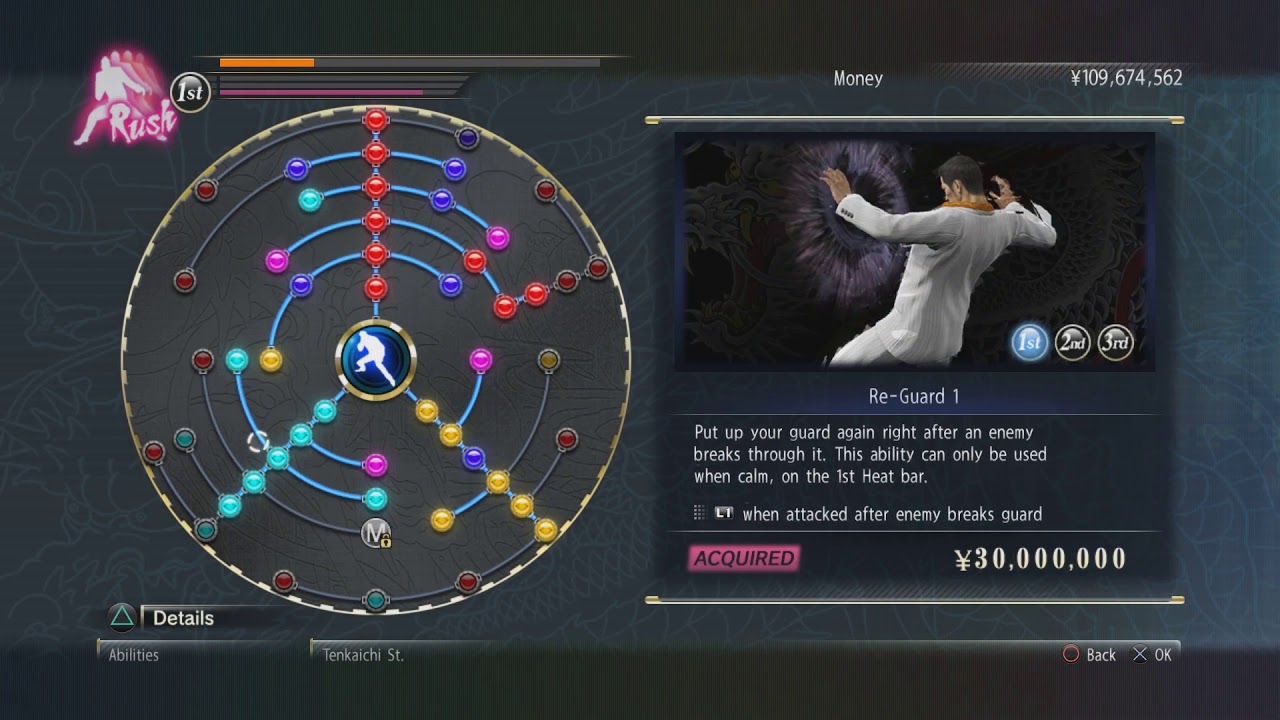 Rush
1st
Money ¥109,674,562
1st 2nd 3rd
Re-Guard 1
Put up your guard again right after an enemy
breaks through it. This ability can only be used
when calm, on the 1st Heat bar.
L1 when attacked after enemy breaks guard
ACQUIRED ¥30,000,000
M
Details
Abilities Tenkaichi St. Back OK